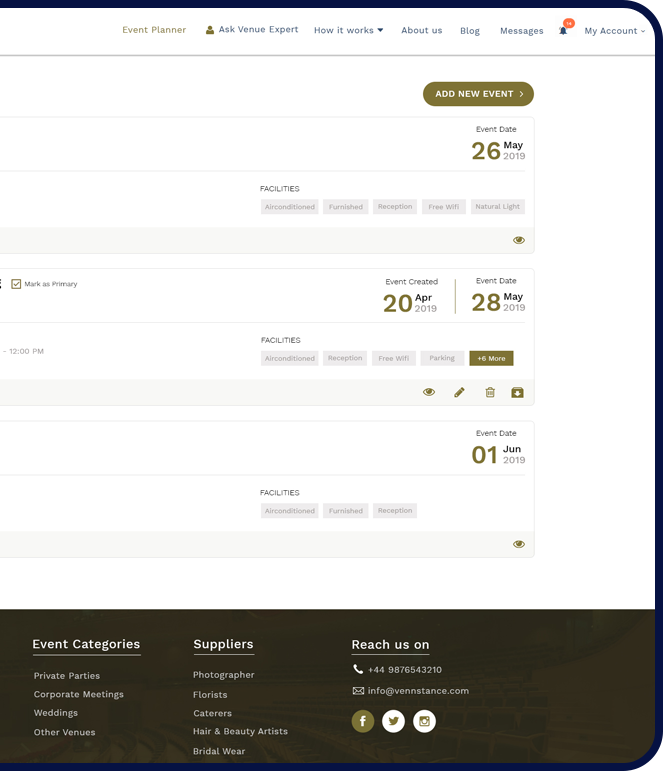 Event Planner Ask Venue Expert How it works About us Blog Messages My Account
ADD NEW EVENT
Event Date
26 May 2019
FACILITIES
Airconditioned Furnished Reception Free Wifi Natural Light
Mark as Primary
Event Created Event Date
20 Apr 2019 28 May 2019
FACILITIES
- 12:00 PM
Airconditioned Reception Free Wifi Parking +6 More
Event Date
01 Jun 2019
FACILITIES
Airconditioned Furnished Reception
Event Categories
Private Parties
Corporate Meetings
Weddings
Other Venues
Suppliers
Photographer
Florists
Caterers
Hair & Beauty Artists
Bridal Wear
Reach us on
+44 9876543210
info@vennstance.com